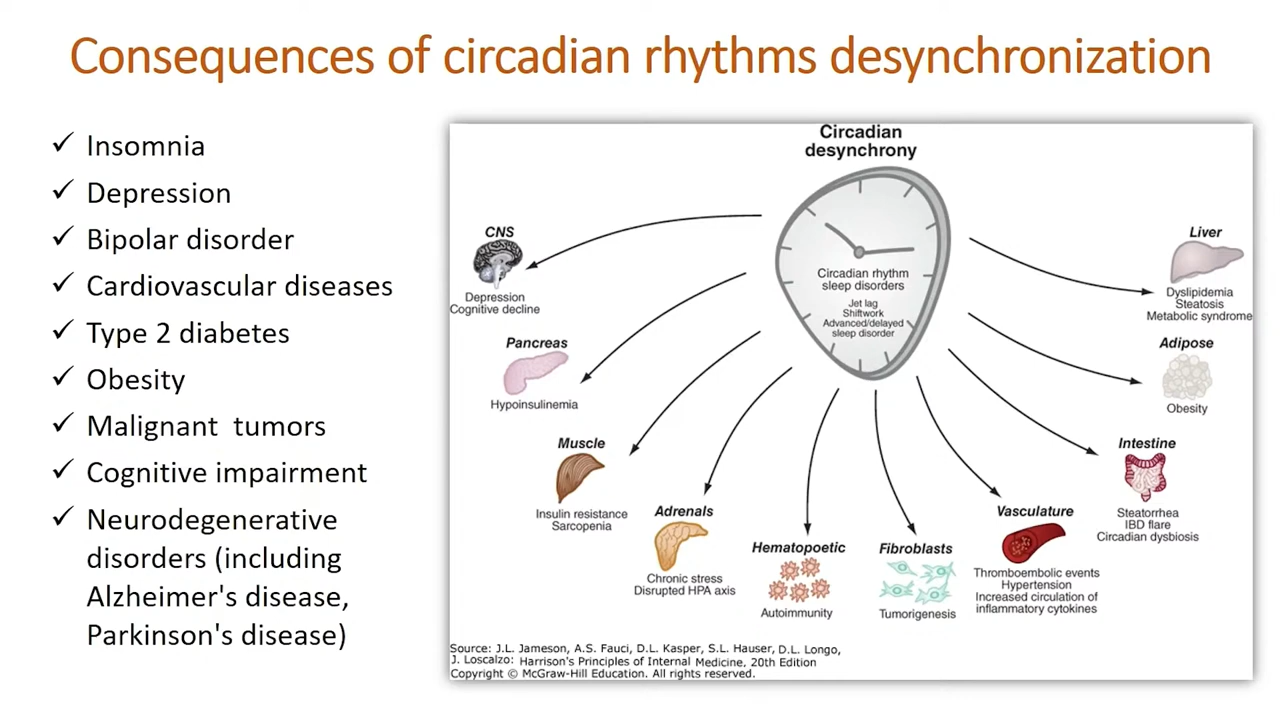 Consequences of circadian rhythms desynchronization
✓ Insomnia
✓ Depression
✓ Bipolar disorder
✓ Cardiovascular diseases
✓ Type 2 diabetes
✓ Obesity
✓ Malignant tumors
✓ Cognitive impairment
✓ Neurodegenerative
disorders (including
Alzheimer's disease,
Parkinson's disease)
Circadian
desynchrony
Circadian rhythm
sleep disorders
Jet lag
Shiftwork
Advanced/delayed
sleep disorder
CNS
Depression
Cognitive decline
Pancreas
Hypoinsulinemia
Muscle
Insulin resistance
Sarcopenia
Adrenals
Chronic stress
Disrupted HPA axis
Hematopoetic
Autoimmunity
Fibroblasts
Tumorigenesis
Vasculature
Thromboembolic events
Hypertension
Increased circulation of
inflammatory cytokines
Intestine
Steatorrhea
IBD flare
Circadian dysbiosis
Adipose
Obesity
Liver
Dyslipidemia
Steatosis
Metabolic syndrome
Source: J.L. Jameson, A.S. Fauci, D.L. Kasper, S.L. Hauser, D.L. Longo,
J. Loscalzo: Harrison's Principles of Internal Medicine, 20th Edition
Copyright © McGraw-Hill Education. All rights reserved.